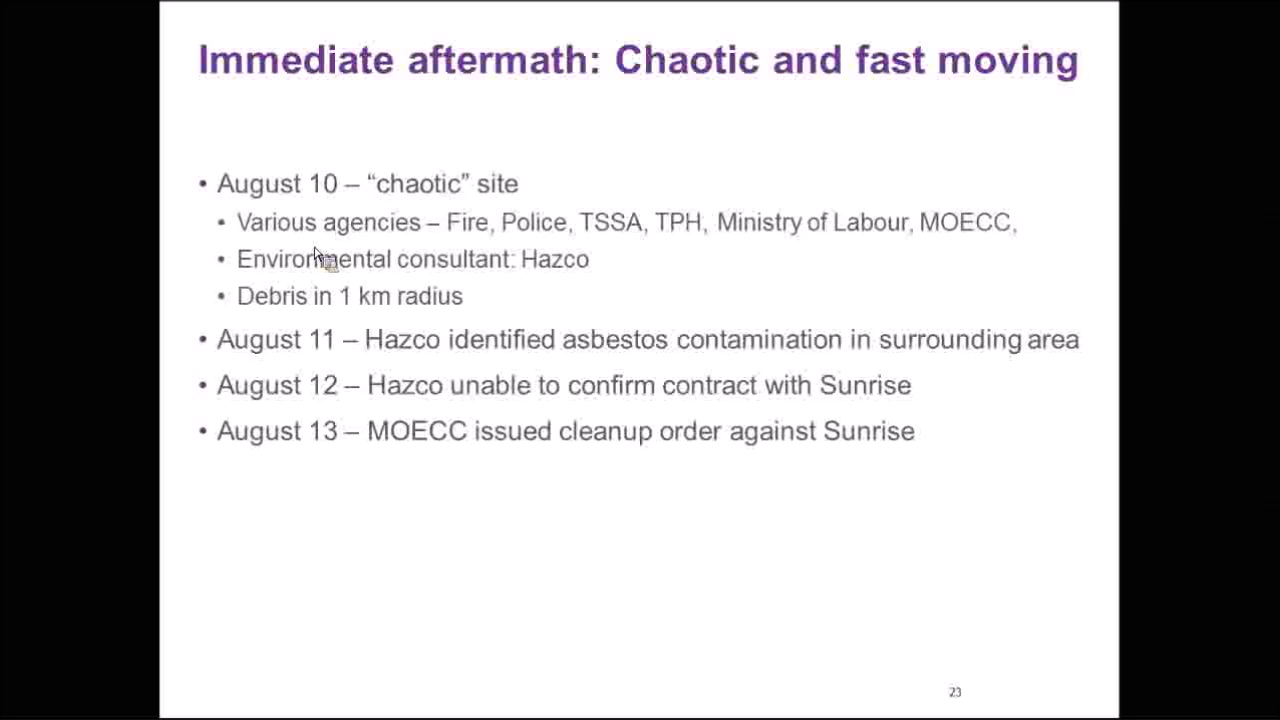 Immediate aftermath: Chaotic and fast moving
• August 10 – “chaotic” site
• Various agencies – Fire, Police, TSSA, TPH, Ministry of Labour, MOECC,
• Environmental consultant: Hazco
• Debris in 1 km radius
• August 11 – Hazco identified asbestos contamination in surrounding area
• August 12 – Hazco unable to confirm contract with Sunrise
• August 13 – MOECC issued cleanup order against Sunrise
23